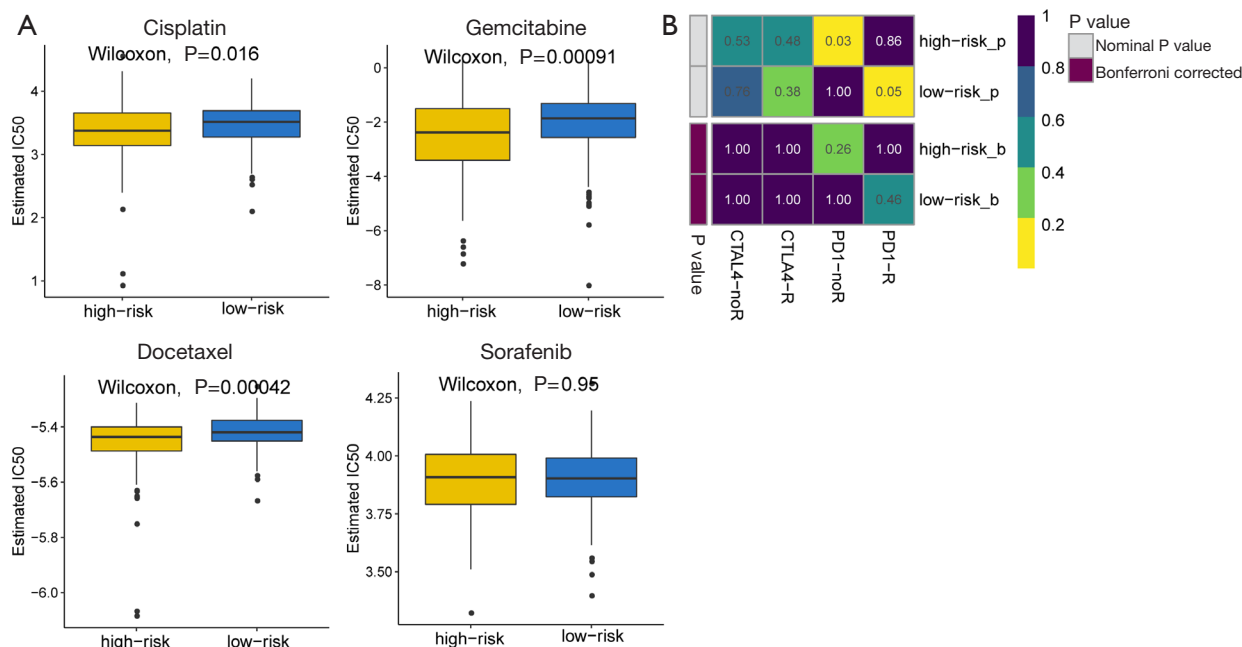 A
Cisplatin
Wilcoxon, P=0.016
Estimated IC50
4
3
2
1
high−risk
low−risk
Gemcitabine
Wilcoxon, P=0.00091
Estimated IC50
0
−2
−4
−6
−8
high−risk
low−risk
Docetaxel
Wilcoxon, P=0.00042
Estimated IC50
−5.4
−5.6
−5.8
−6.0
high−risk
low−risk
Sorafenib
Wilcoxon, P=0.95
Estimated IC50
4.25
4.00
3.75
3.50
high−risk
low−risk
B
0.53 0.48 0.03 0.86 high−risk_p
0.76 0.38 1.00 0.05 low−risk_p
1.00 1.00 0.26 1.00 high−risk_b
1.00 1.00 1.00 0.46 low−risk_b
P value
CTAL4−noR
CTLA4−R
PD1−noR
PD1−R
1
0.8
0.6
0.4
0.2
P value
Nominal P value
Bonferroni corrected